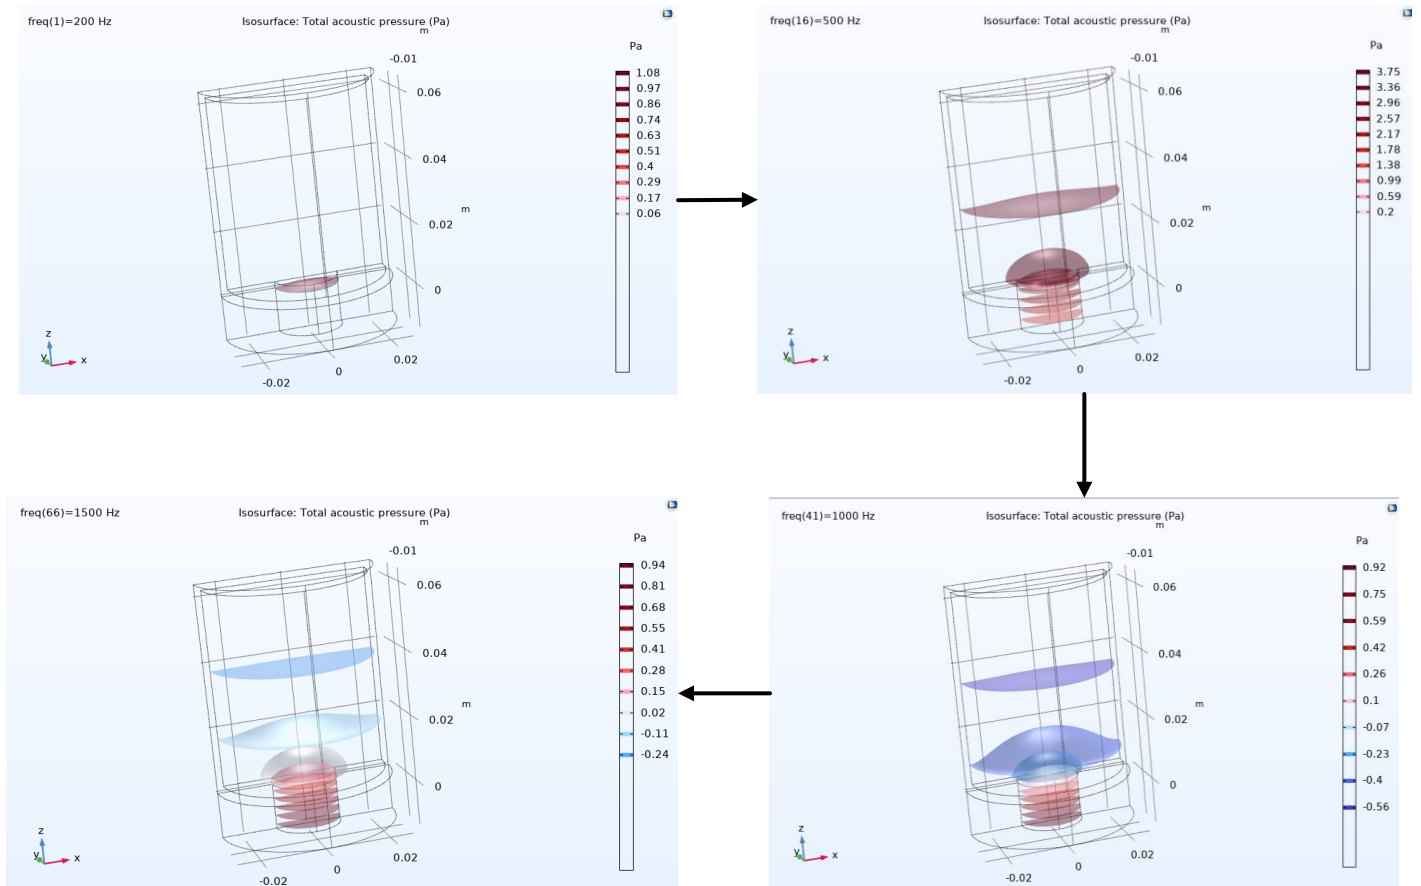 freq(1)=200 Hz
Isosurface: Total acoustic pressure (Pa)
m
Pa
-0.01
0.06
0.04
m
0.02
0
0.02
0
-0.02
z
y
x
1.08
0.97
0.86
0.74
0.63
0.51
0.4
0.29
0.17
0.06
freq(16)=500 Hz
Isosurface: Total acoustic pressure (Pa)
m
Pa
-0.01
0.06
0.04
m
0.02
0
0.02
0
-0.02
z
y
x
3.75
3.36
2.96
2.57
2.17
1.78
1.38
0.99
0.59
0.2
freq(66)=1500 Hz
Isosurface: Total acoustic pressure (Pa)
m
Pa
-0.01
0.06
0.04
m
0.02
0
0.02
0
-0.02
z
y
x
0.94
0.81
0.68
0.55
0.41
0.28
0.15
0.02
-0.11
-0.24
freq(41)=1000 Hz
Isosurface: Total acoustic pressure (Pa)
m
Pa
-0.01
0.06
0.04
m
0.02
0
0.02
0
-0.02
z
y
x
0.92
0.75
0.59
0.42
0.26
0.1
-0.07
-0.23
-0.4
-0.56